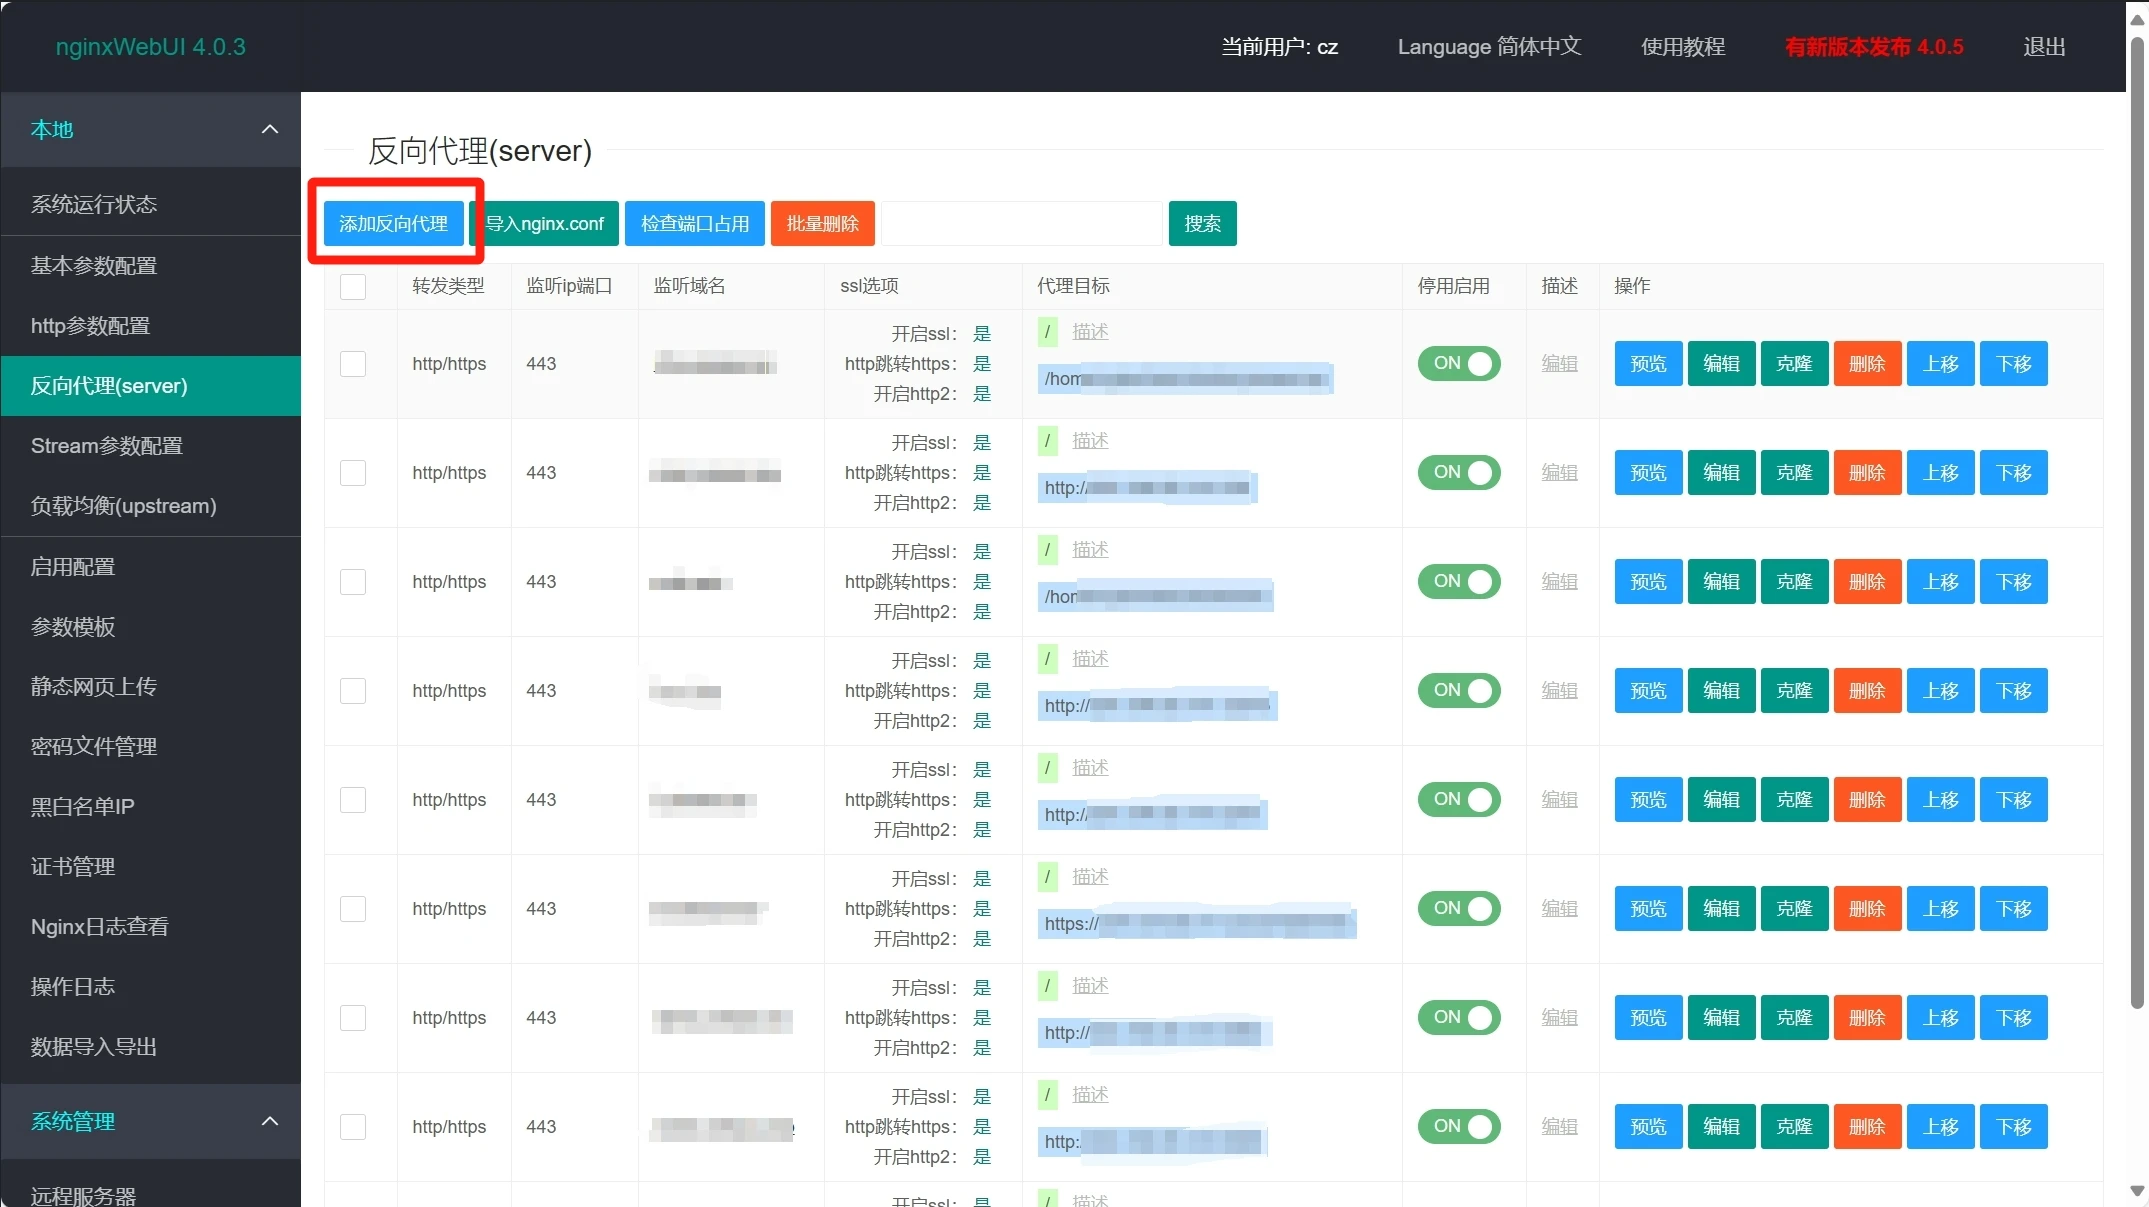 nginxWebUI 4.0.3
当前用户: cz
Language 简体中文
使用教程
有新版本发布 4.0.5
退出
本地
系统运行状态
基本参数配置
http参数配置
反向代理(server)
Stream参数配置
负载均衡(upstream)
启用配置
参数模板
静态网页上传
密码文件管理
黑白名单IP
证书管理
Nginx日志查看
操作日志
数据导入导出
系统管理
远程服务器
反向代理(server)
添加反向代理 导入nginx.conf 检查端口占用 批量删除 搜索
转发类型 监听ip端口 监听域名 ssl选项 代理目标 停用启用 描述 操作
http/https 443
开启ssl： 是
http跳转https： 是
开启http2： 是
/ 描述
/hom
ON 编辑 预览 编辑 克隆 删除 上移 下移
http/https 443
开启ssl： 是
http跳转https： 是
开启http2： 是
/ 描述
http:/
ON 编辑 预览 编辑 克隆 删除 上移 下移
http/https 443
开启ssl： 是
http跳转https： 是
开启http2： 是
/ 描述
/hor
ON 编辑 预览 编辑 克隆 删除 上移 下移
http/https 443
开启ssl： 是
http跳转https： 是
开启http2： 是
/ 描述
http://
ON 编辑 预览 编辑 克隆 删除 上移 下移
http/https 443
开启ssl： 是
http跳转https： 是
开启http2： 是
/ 描述
http:/
ON 编辑 预览 编辑 克隆 删除 上移 下移
http/https 443
开启ssl： 是
http跳转https： 是
开启http2： 是
/ 描述
https://
ON 编辑 预览 编辑 克隆 删除 上移 下移
http/https 443
开启ssl： 是
http跳转https： 是
开启http2： 是
/ 描述
http://
ON 编辑 预览 编辑 克隆 删除 上移 下移
http/https 443
开启ssl： 是
http跳转https： 是
开启http2： 是
/ 描述
http:
ON 编辑 预览 编辑 克隆 删除 上移 下移
开启ssl： 是
/ 描述